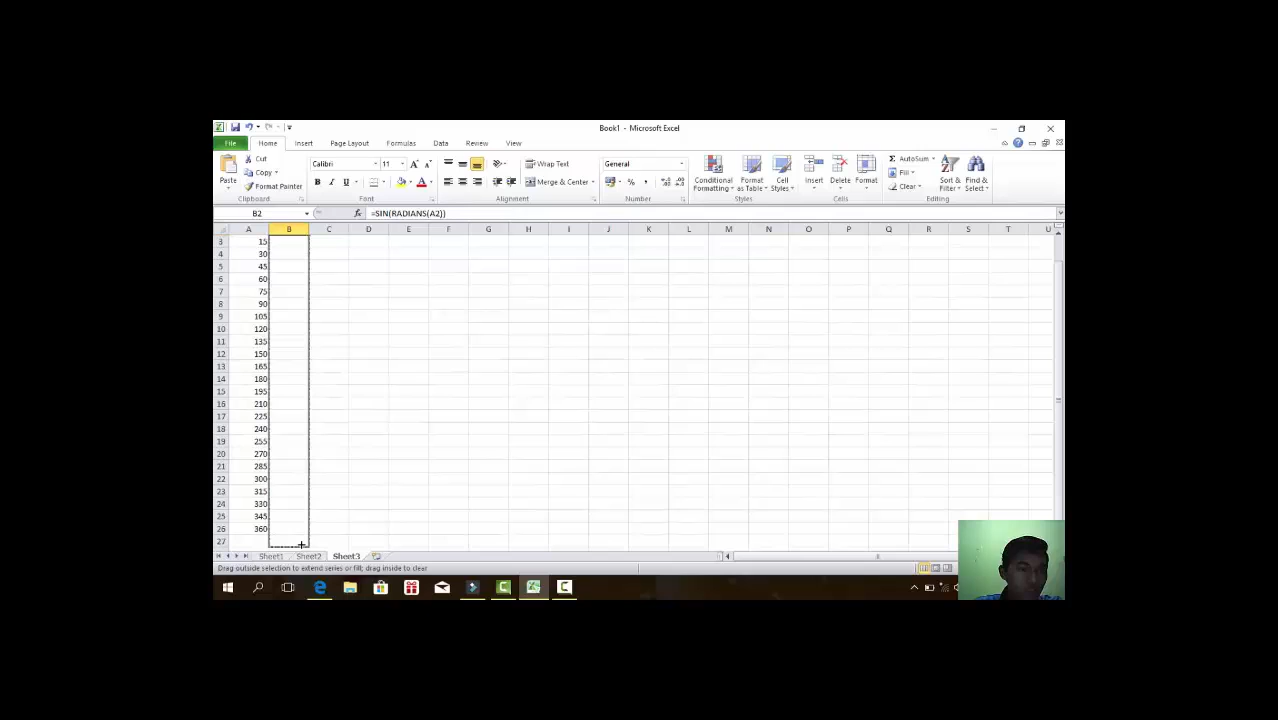 Book1 - Microsoft Excel
File Home Insert Page Layout Formulas Data Review View
Cut
Copy
Format Painter
Paste
Clipboard
Calibri 11
B I U
Font
Wrap Text
Merge & Center
Alignment
General
%
Number
Conditional Formatting
Format as Table
Cell Styles
Styles
Insert Delete Format
Cells
AutoSum
Fill
Clear
Sort & Filter
Find & Select
Editing
B2 fx =SIN(RADIANS(A2))
A B C D E F G H I J K L M N O P Q R S T U
3 15
4 30
5 45
6 60
7 75
8 90
9 105
10 120
11 135
12 150
13 165
14 180
15 195
16 210
17 225
18 240
19 255
20 270
21 285
22 300
23 315
24 330
25 345
26 360
27
Sheet1 Sheet2 Sheet3
Drag outside selection to extend series or fill; drag inside to clear